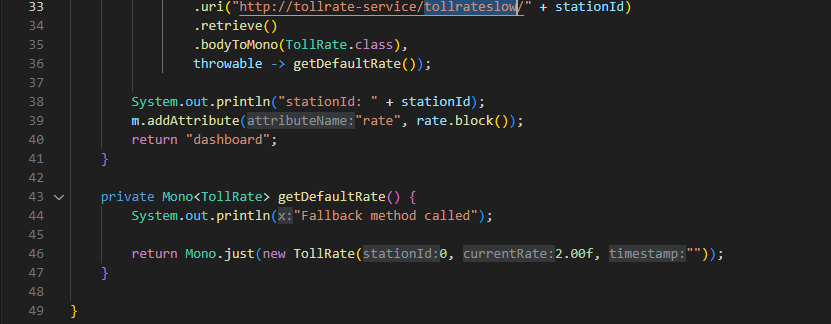 33 .uri("http://tollrate-service/tollrateslow/" + stationId)
34 .retrieve()
35 .bodyToMono(TollRate.class),
36 throwable -> getDefaultRate());
37
38 System.out.println("stationId: " + stationId);
39 m.addAttribute(attributeName:"rate", rate.block());
40 return "dashboard";
41 }
42
43 private Mono<TollRate> getDefaultRate() {
44 System.out.println(x:"Fallback method called");
45
46 return Mono.just(new TollRate(stationId:0, currentRate:2.00f, timestamp:""));
47 }
48
49 }